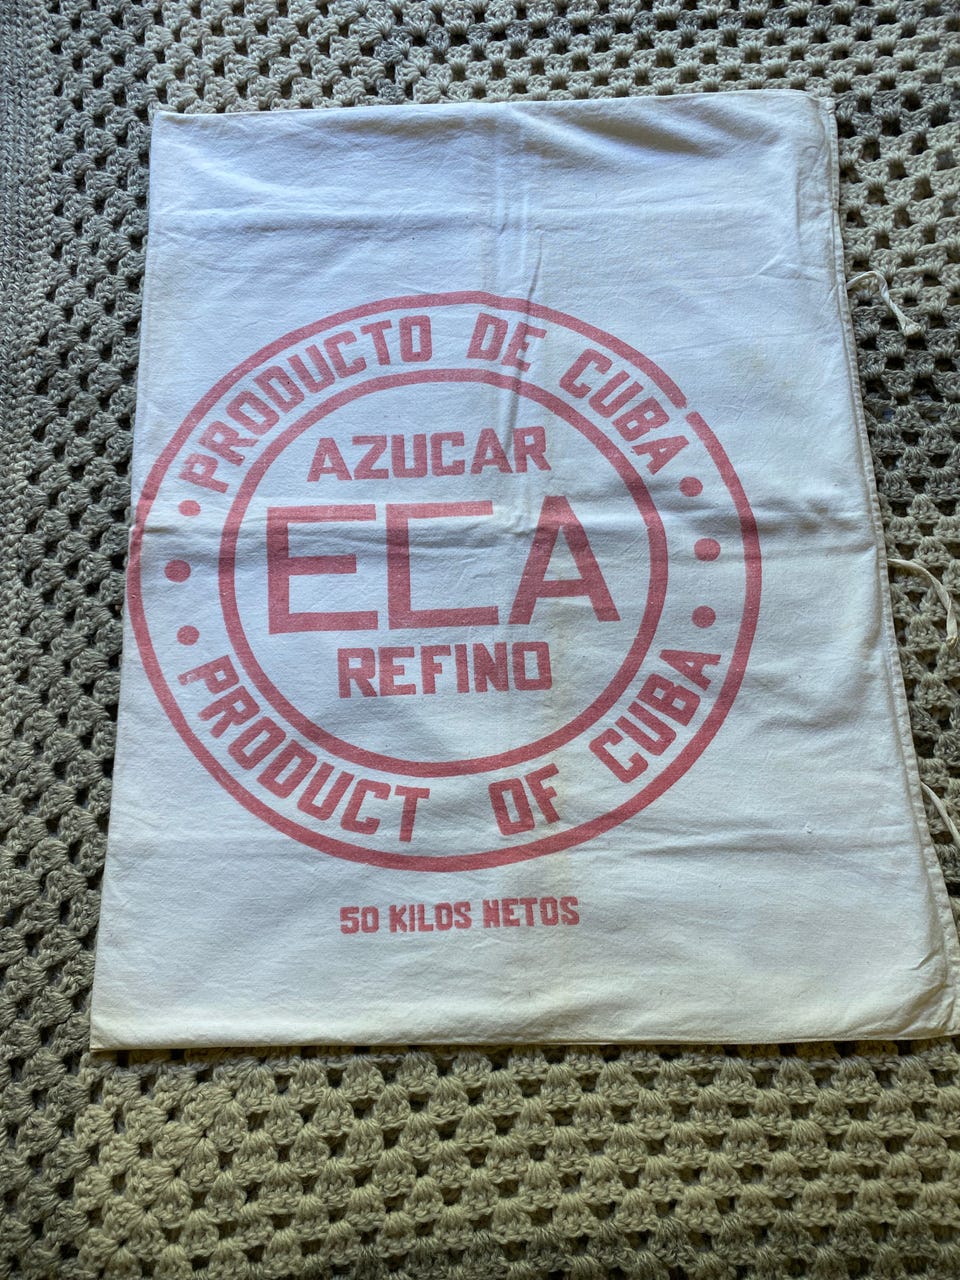 PRODUCTO DE CUBA
AZUCAR
ECA
REFINO
PRODUCT OF CUBA
50 KILOS NETOS